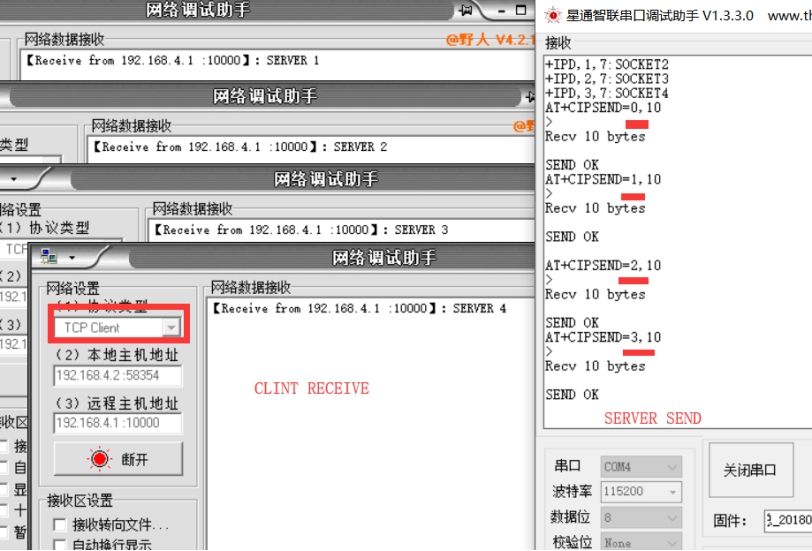 网络调试助手
网络数据接收
@野人 V4.2.1
【Receive from 192.168.4.1 :10000】: SERVER 1
网络调试助手
类型
网络数据接收
【Receive from 192.168.4.1 :10000】: SERVER 2
网络调试助手
络设置
(1) 协议类型
TCP
网络数据接收
【Receive from 192.168.4.1 :10000】: SERVER 3
网络调试助手
网络设置
(1) 协议类型
TCP Client
(2) 本地主机地址
192.168.4.2 :58354
(3) 远程主机地址
192.168.4.1 :10000
断开
接收区设置
接收转向文件...
自动换行显示
网络数据接收
【Receive from 192.168.4.1 :10000】: SERVER 4
CLINT RECEIVE
星通智联串口调试助手 V1.3.3.0 www.th
接收
+IPD,1,7:SOCKET2
+IPD,2,7:SOCKET3
+IPD,3,7:SOCKET4
AT+CIPSEND=0,10
>
Recv 10 bytes
SEND OK
AT+CIPSEND=1,10
>
Recv 10 bytes
SEND OK
AT+CIPSEND=2,10
>
Recv 10 bytes
SEND OK
AT+CIPSEND=3,10
>
Recv 10 bytes
SEND OK
SERVER SEND
串口 COM4
波特率 115200
数据位 8
校验位 None
关闭串口
固件: 3_20180